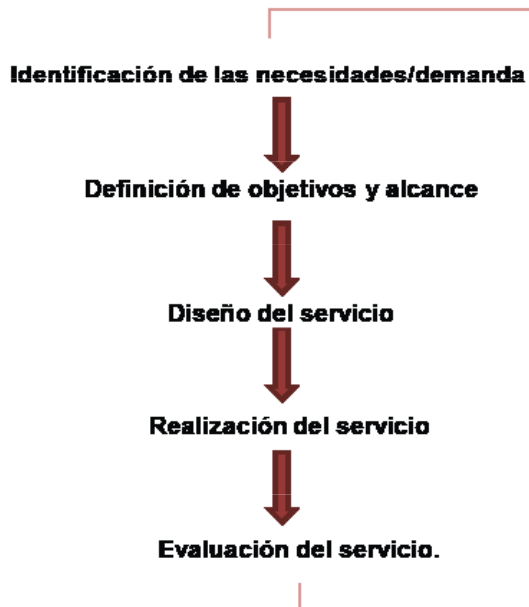 Identificación de las necesidades/demanda
Definición de objetivos y alcance
Diseño del servicio
Realización del servicio
Evaluación del servicio.